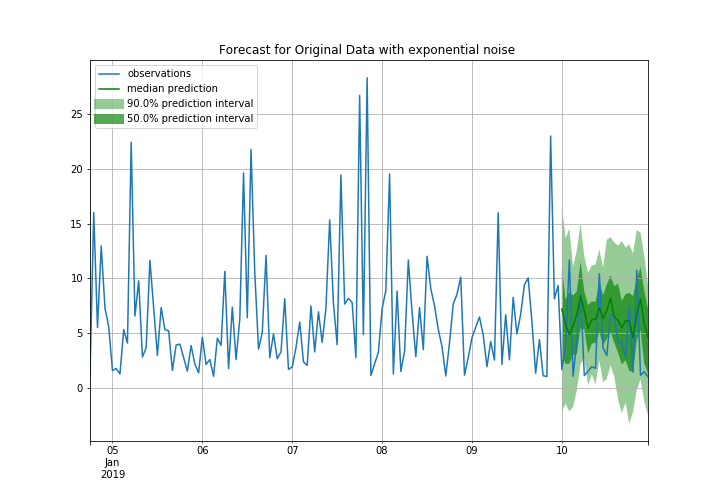 Forecast for Original Data with exponential noise
observations
median prediction
90.0% prediction interval
50.0% prediction interval
25
20
15
10
5
0
05 06 07 08 09 10
Jan
2019